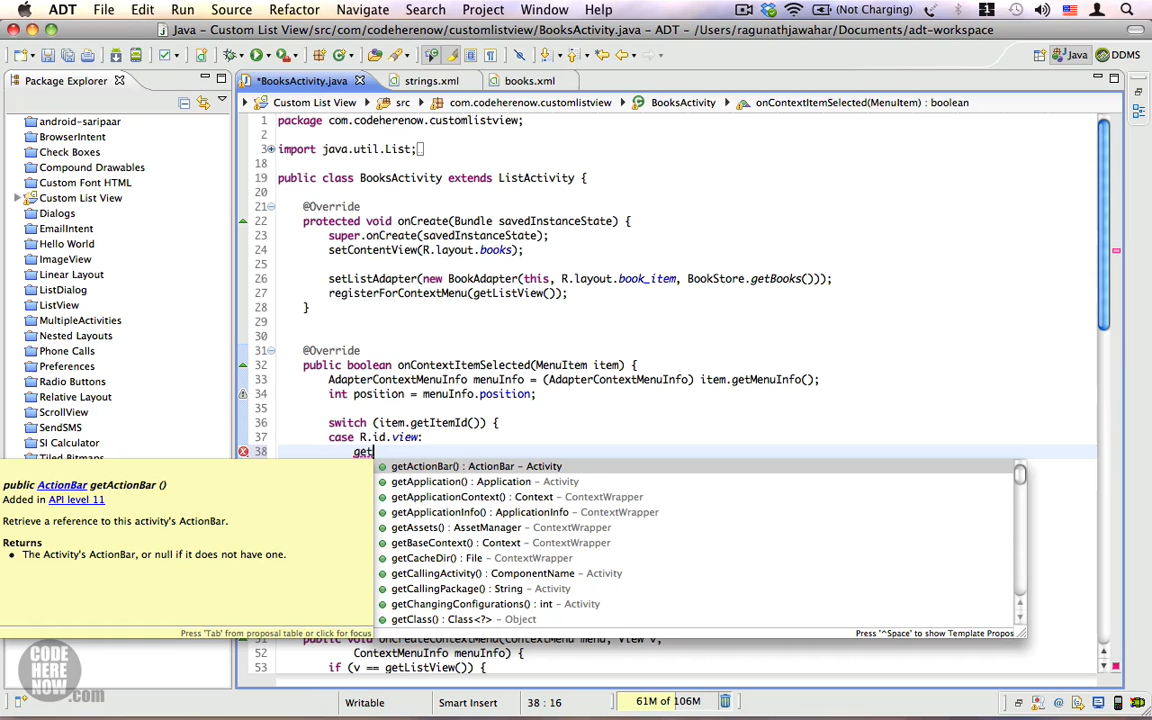 ADT File Edit Run Source Refactor Navigate Search Project Window Help (Not Charging) 1
Java – Custom List View/src/com/codeherenow/customlistview/BooksActivity.java – ADT – /Users/ragunathjawahar/Documents/adt-workspace
Java DDMS
Package Explorer *BooksActivity.java strings.xml books.xml
Custom List View src com.codeherenow.customlistview BooksActivity onContextItemSelected(MenuItem) : boolean
android-saripaar
BrowserIntent
Check Boxes
Compound Drawables
Custom Font HTML
Custom List View
Dialogs
EmailIntent
Hello World
ImageView
Linear Layout
ListDialog
ListView
MultipleActivities
Nested Layouts
Phone Calls
Preferences
Radio Buttons
Relative Layout
ScrollView
SendSMS
SI Calculator
Tiled Bitmaps
1 package com.codeherenow.customlistview;
2
3 import java.util.List;
18
19 public class BooksActivity extends ListActivity {
20
21 @Override
22 protected void onCreate(Bundle savedInstanceState) {
23 super.onCreate(savedInstanceState);
24 setContentView(R.layout.books);
25
26 setListAdapter(new BookAdapter(this, R.layout.book_item, BookStore.getBooks()));
27 registerForContextMenu(getListView());
28 }
29
30
31 @Override
32 public boolean onContextItemSelected(MenuItem item) {
33 AdapterContextMenuInfo menuInfo = (AdapterContextMenuInfo) item.getMenuInfo();
34 int position = menuInfo.position;
35
36 switch (item.getItemId()) {
37 case R.id.view:
38 get
public ActionBar getActionBar ()
Added in API level 11
Retrieve a reference to this activity's ActionBar.
Returns
• The Activity's ActionBar, or null if it does not have one.
Press 'Tab' from proposal table or click for focus
getActionBar() : ActionBar – Activity
getApplication() : Application – Activity
getApplicationContext() : Context – ContextWrapper
getApplicationInfo() : ApplicationInfo – ContextWrapper
getAssets() : AssetManager – ContextWrapper
getBaseContext() : Context – ContextWrapper
getCacheDir() : File – ContextWrapper
getCallingActivity() : ComponentName – Activity
getCallingPackage() : String – Activity
getChangingConfigurations() : int – Activity
getClass() : Class<?> – Object
Press '^Space' to show Template Propos
51 public void onCreateContextMenu(ContextMenu menu, View v,
52 ContextMenuInfo menuInfo) {
53 if (v == getListView()) {
CODE
HERE
NOW
.com
Writable Smart Insert 38 : 16 61M of 106M